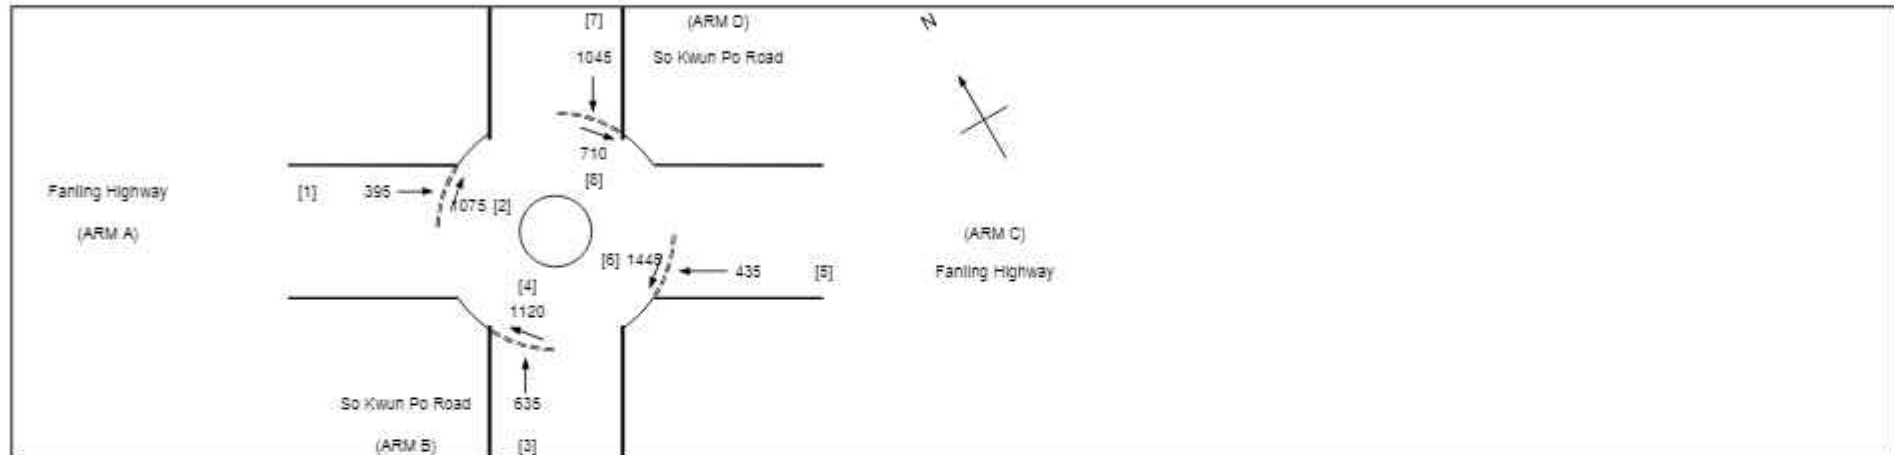 [7] (ARM D) N
1045 So Kwun Po Road
710
[8]
Fanling Highway [1] 395 1075 [2]
(ARM A) (ARM C)
[6] 1445 435 [5] Fanling Highway
[4]
1120
So Kwun Po Road 635
(ARM B) [3]